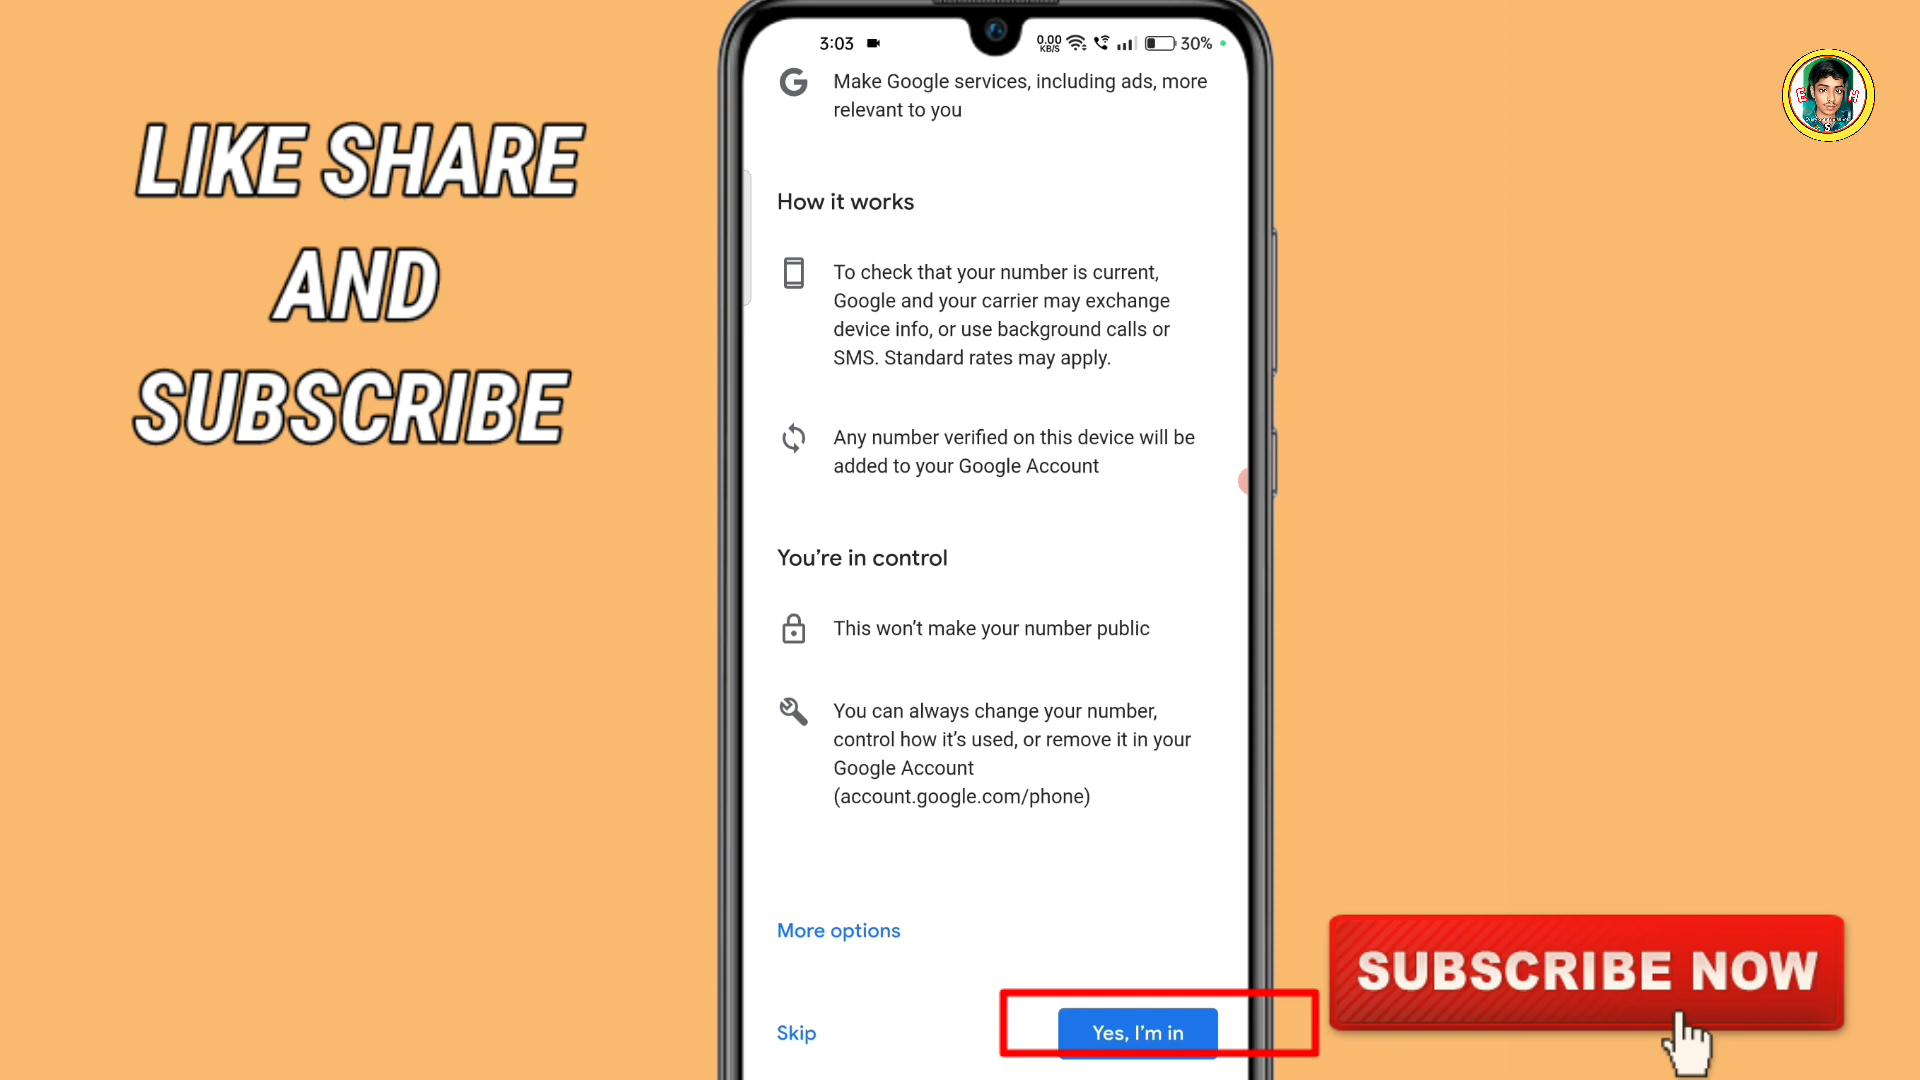 LIKE SHARE
AND
SUBSCRIBE
3:03
0.00
KB/S
30%
Make Google services, including ads, more
relevant to you
How it works
To check that your number is current,
Google and your carrier may exchange
device info, or use background calls or
SMS. Standard rates may apply.
Any number verified on this device will be
added to your Google Account
You're in control
This won't make your number public
You can always change your number,
control how it's used, or remove it in your
Google Account
(account.google.com/phone)
More options
Skip
Yes, I'm in
SUBSCRIBE NOW